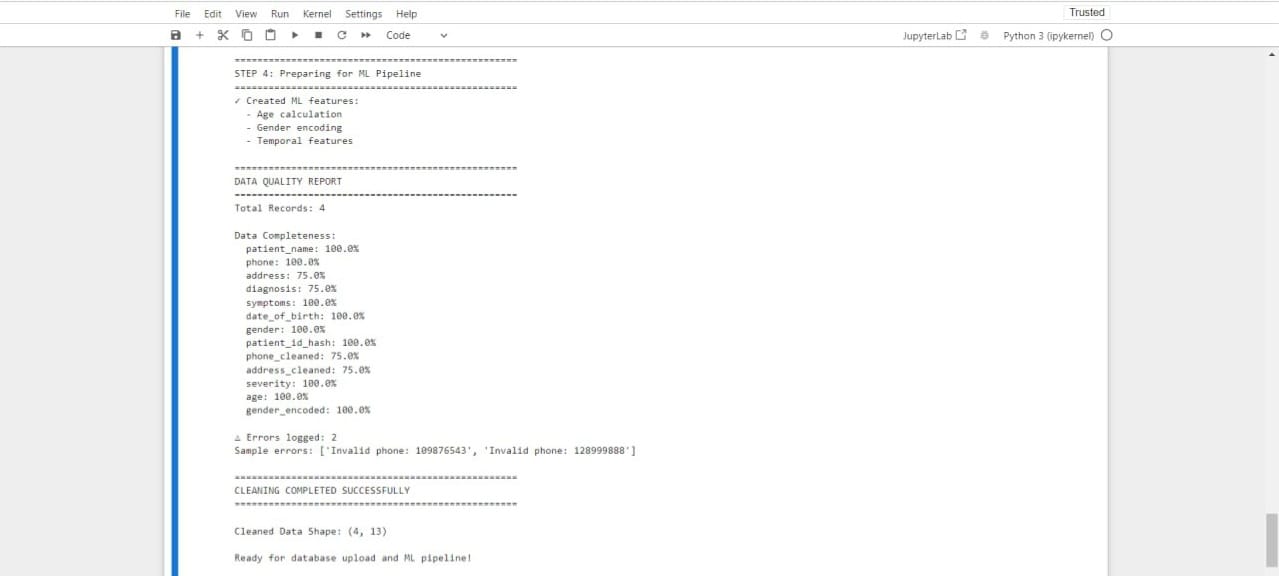 File Edit View Run Kernel Settings Help
Trusted
Code
JupyterLab
Python 3 (ipykernel)
==================================================
STEP 4: Preparing for ML Pipeline
==================================================
✓ Created ML features:
- Age calculation
- Gender encoding
- Temporal features
==================================================
DATA QUALITY REPORT
==================================================
Total Records: 4
Data Completeness:
patient_name: 100.0%
phone: 100.0%
address: 75.0%
diagnosis: 75.0%
symptoms: 100.0%
date_of_birth: 100.0%
gender: 100.0%
patient_id_hash: 100.0%
phone_cleaned: 75.0%
address_cleaned: 75.0%
severity: 100.0%
age: 100.0%
gender_encoded: 100.0%
⚠ Errors logged: 2
Sample errors: ['Invalid phone: 109876543', 'Invalid phone: 128999888']
==================================================
CLEANING COMPLETED SUCCESSFULLY
==================================================
Cleaned Data Shape: (4, 13)
Ready for database upload and ML pipeline!